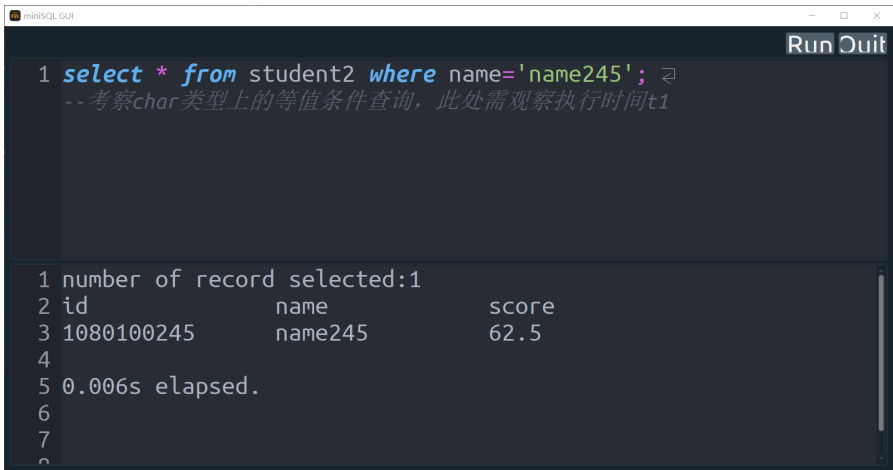 miniSQL GUI
Run Quit
1 select * from student2 where name='name245';
--考察char类型上的等值条件查询，此处需观察执行时间t1
1 number of record selected:1
2 id name score
3 1080100245 name245 62.5
4
5 0.006s elapsed.
6
7
8